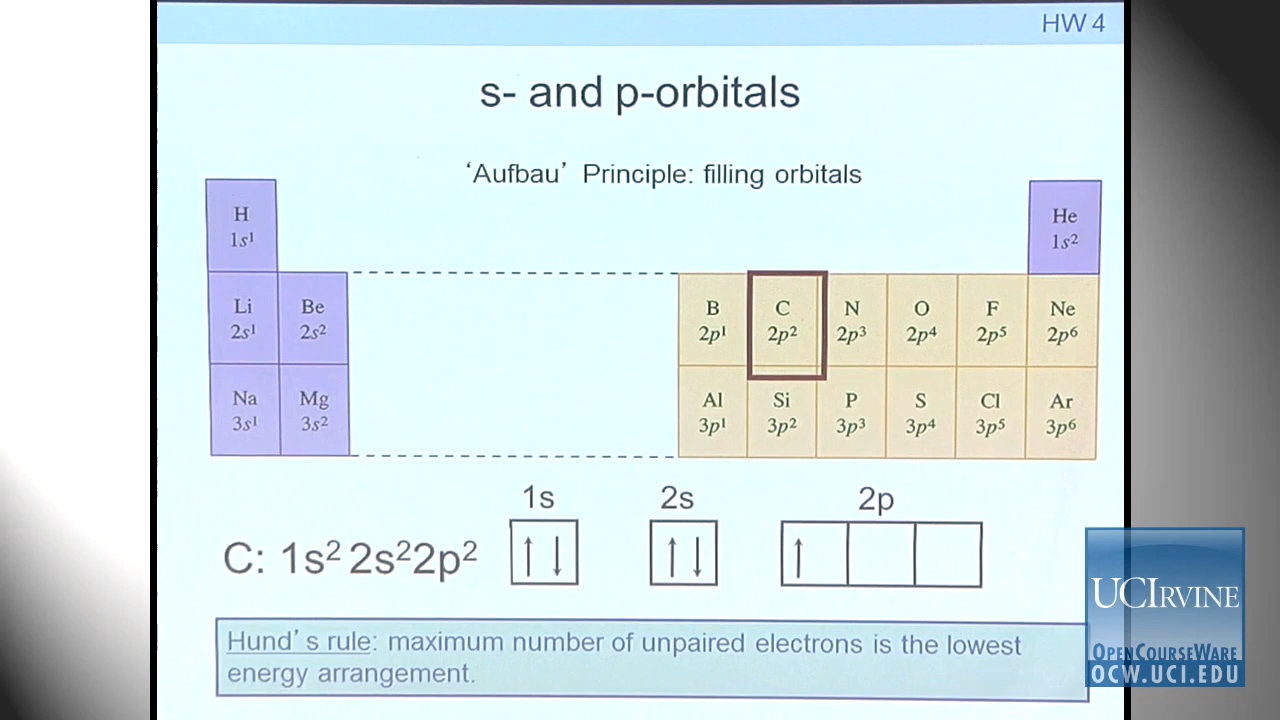 HW 4
s- and p-orbitals
‘Aufbau’ Principle: filling orbitals
H
1s¹
He
1s²
Li
2s¹
Be
2s²
B
2p¹
C
2p²
N
2p³
O
2p⁴
F
2p⁵
Ne
2p⁶
Na
3s¹
Mg
3s²
Al
3p¹
Si
3p²
P
3p³
S
3p⁴
Cl
3p⁵
Ar
3p⁶
1s
2s
2p
C: 1s² 2s²2p²
↑ ↓
↑ ↓
↑
Hund’s rule: maximum number of unpaired electrons is the lowest
energy arrangement.
UCIRVINE
OPENCOURSEWARE
OCW.UCI.EDU